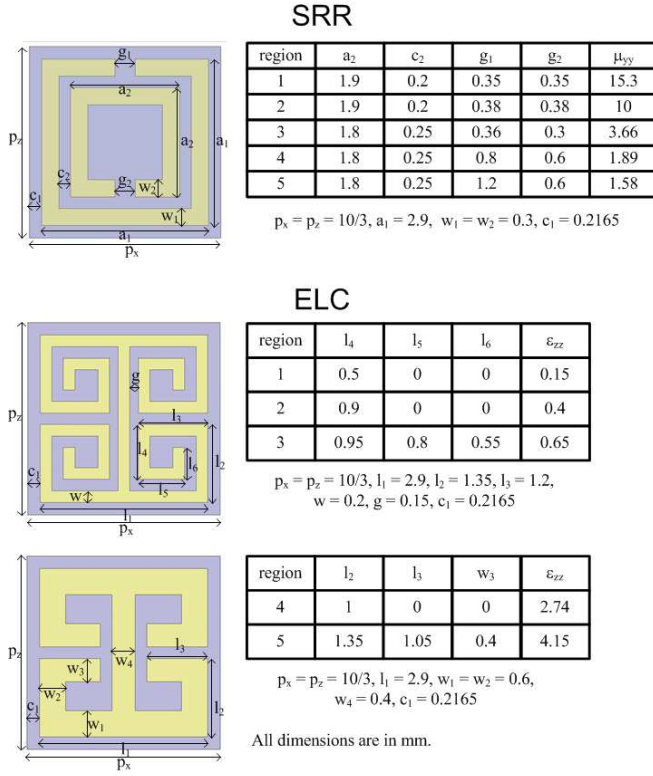 SRR
g₁
a₂
p_z
a₂
a₁
c₂
g₂
w₂
c₁
w₁
a₁
pₓ
region a₂ c₂ g₁ g₂ μ_yy
1 1.9 0.2 0.35 0.35 15.3
2 1.9 0.2 0.38 0.38 10
3 1.8 0.25 0.36 0.3 3.66
4 1.8 0.25 0.8 0.6 1.89
5 1.8 0.25 1.2 0.6 1.58
pₓ = p_z = 10/3, a₁ = 2.9, w₁ = w₂ = 0.3, c₁ = 0.2165
ELC
g
p_z
l₃
l₄
l₆
l₂
c₁
l₅
w
l₁
pₓ
region l₄ l₅ l₆ ε_zz
1 0.5 0 0 0.15
2 0.9 0 0 0.4
3 0.95 0.8 0.55 0.65
pₓ = p_z = 10/3, l₁ = 2.9, l₂ = 1.35, l₃ = 1.2,
w = 0.2, g = 0.15, c₁ = 0.2165
p_z
w₄
l₃
w₃
w₂
c₁
l₂
w₁
l₁
pₓ
region l₂ l₃ w₃ ε_zz
4 1 0 0 2.74
5 1.35 1.05 0.4 4.15
pₓ = p_z = 10/3, l₁ = 2.9, w₁ = w₂ = 0.6,
w₄ = 0.4, c₁ = 0.2165
All dimensions are in mm.